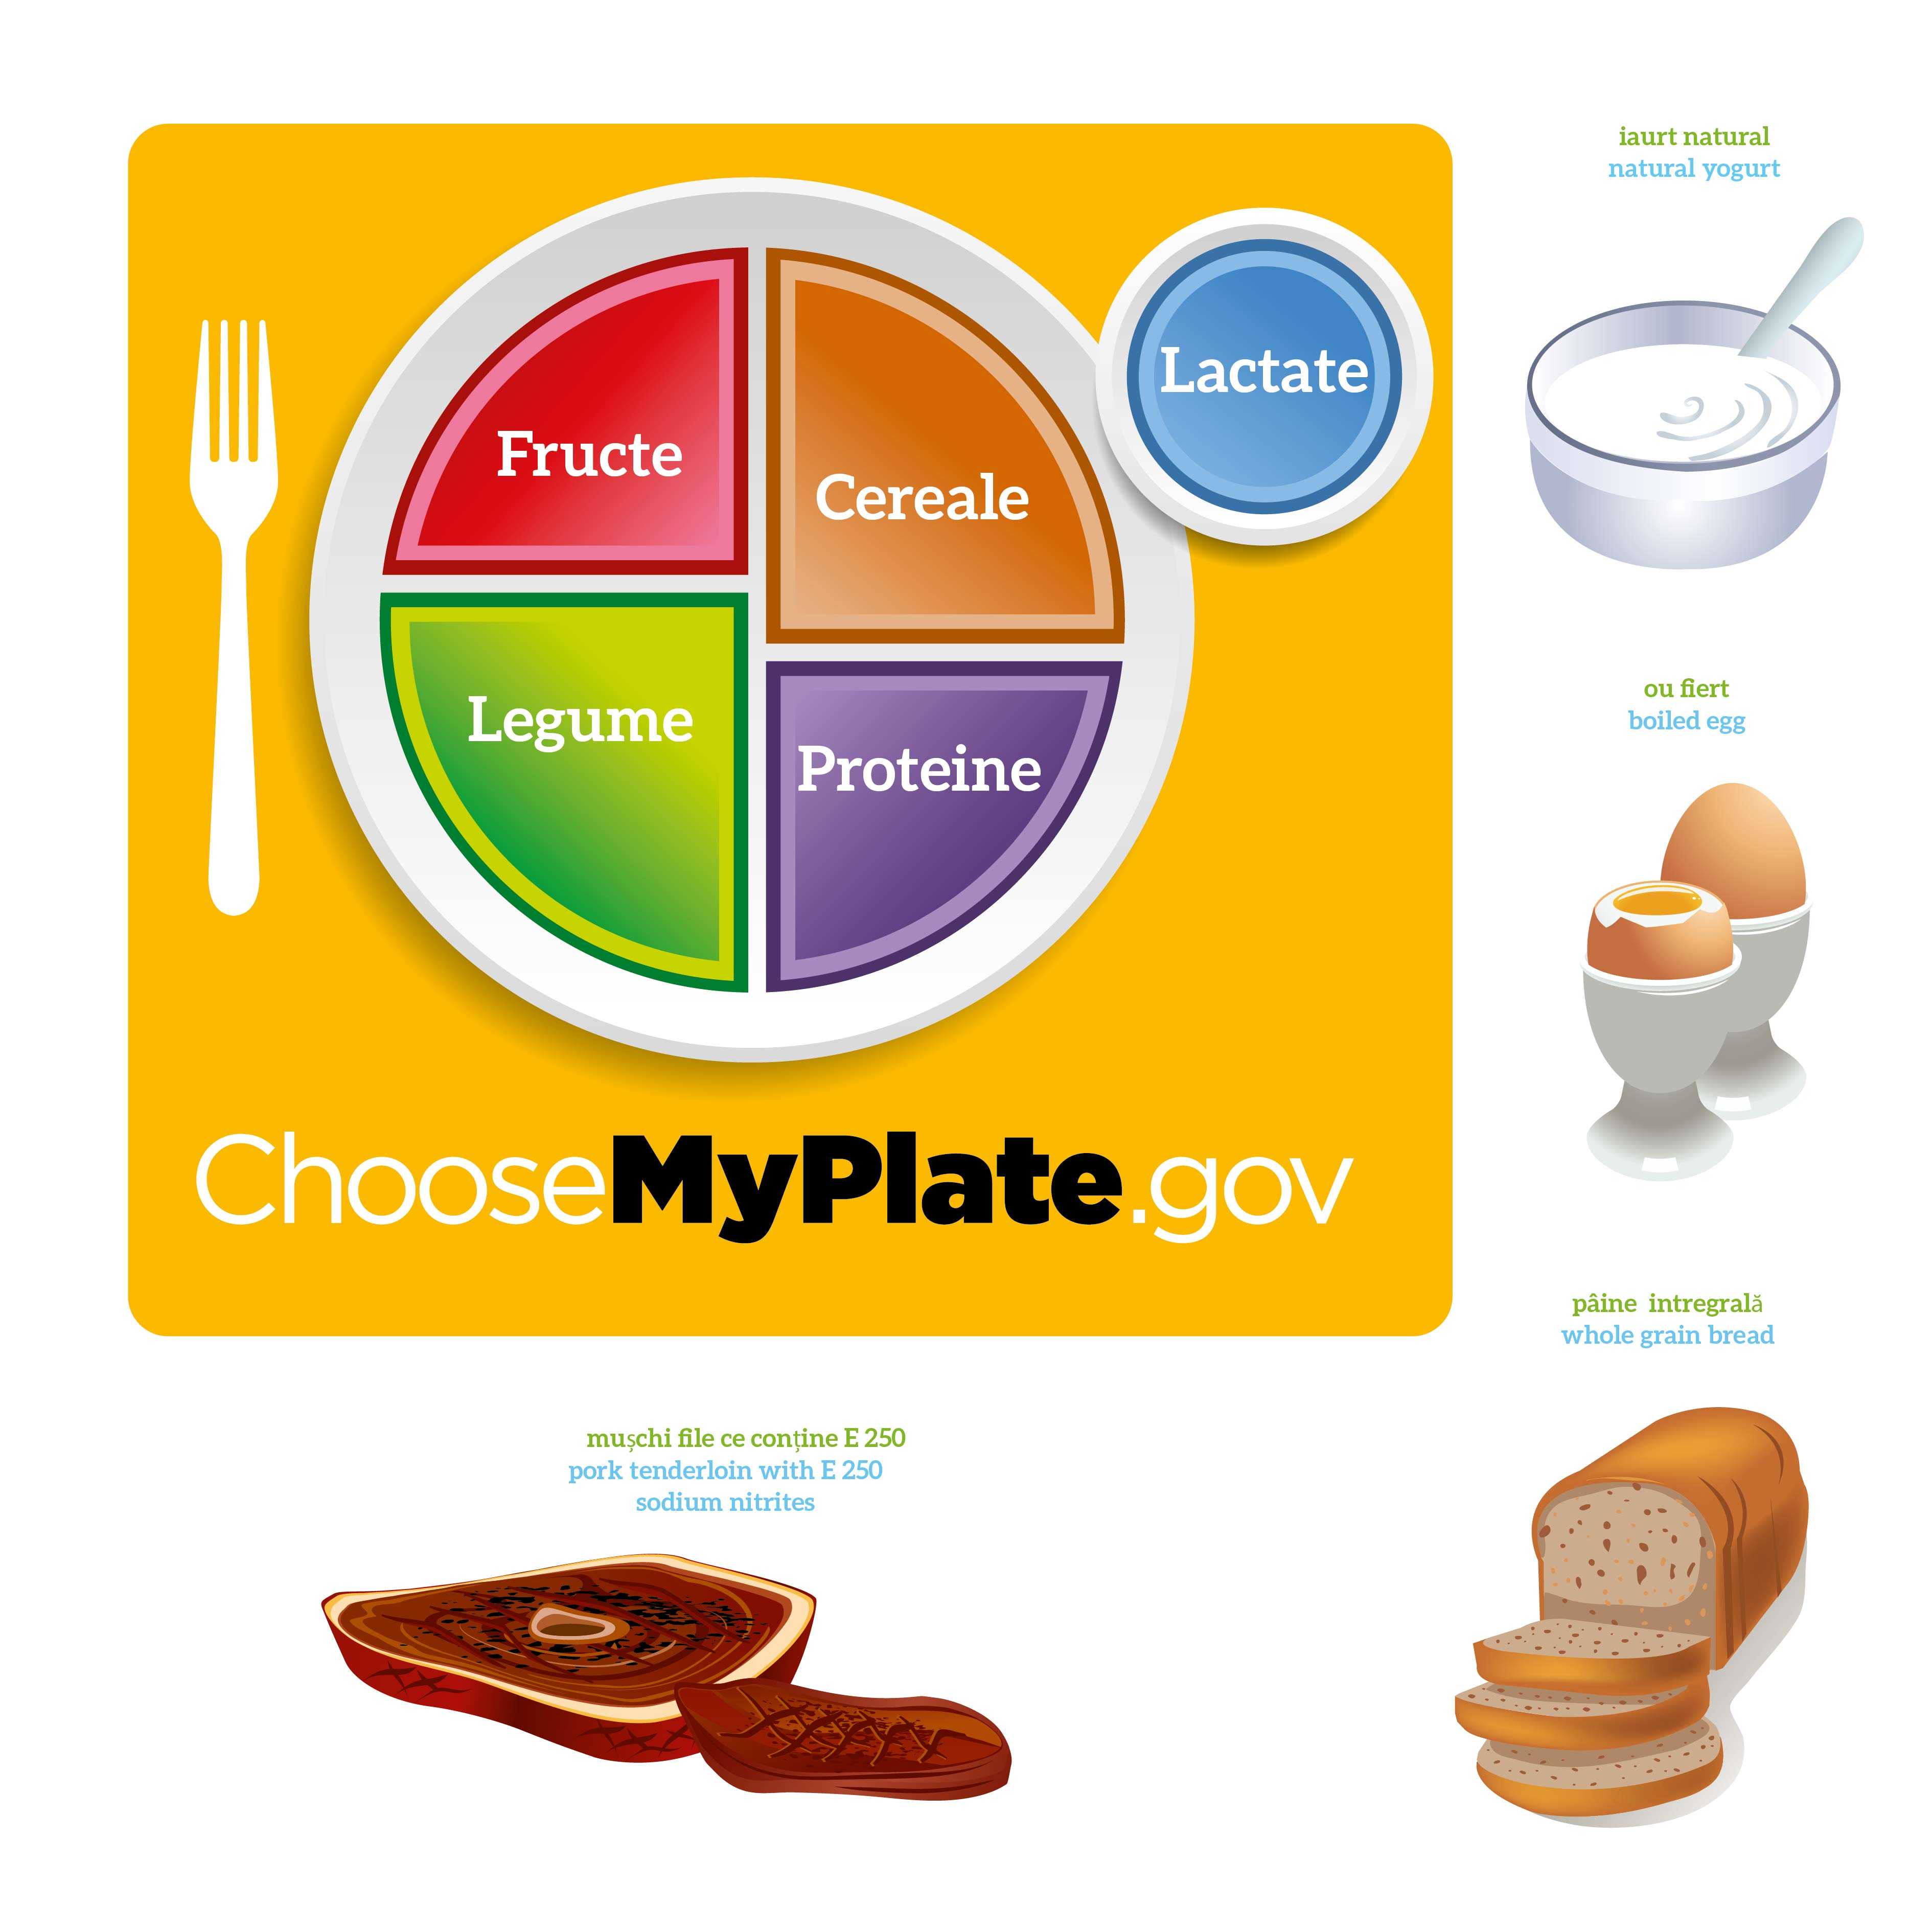 iaurt natural
natural yogurt
Fructe
Cereale
Lactate
Legume
Proteine
ou fiert
boiled egg
ChooseMyPlate.gov
pâine intregrală
whole grain bread
mușchi file ce conține E 250
pork tenderloin with E 250
sodium nitrites